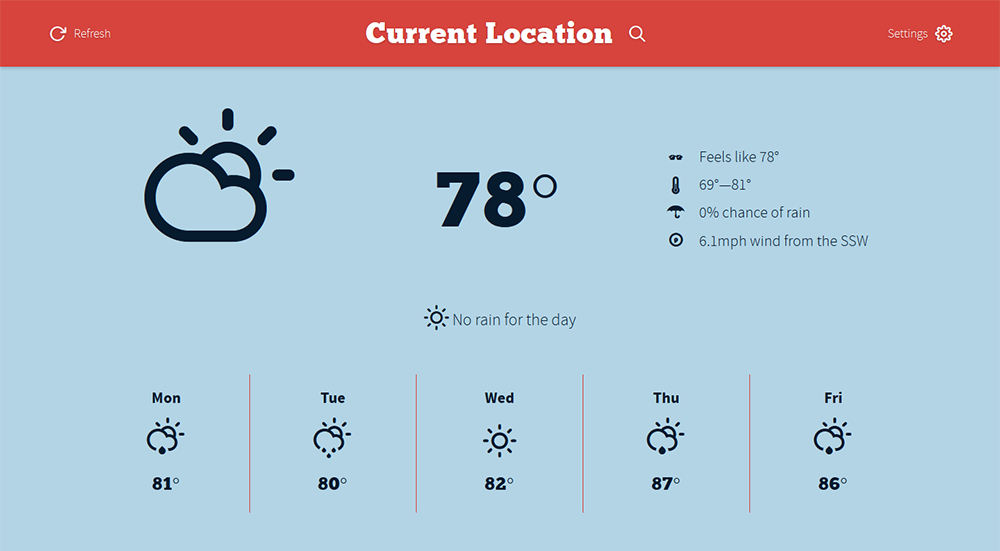 Refresh
Current Location
Settings
78°
Feels like 78°
69°—81°
0% chance of rain
6.1mph wind from the SSW
No rain for the day
Mon
Tue
Wed
Thu
Fri
81°
80°
82°
87°
86°